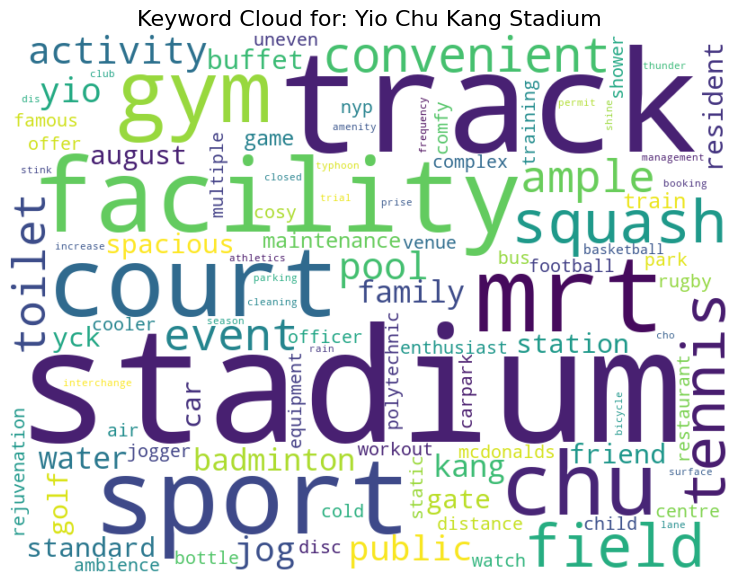 Keyword Cloud for: Yio Chu Kang Stadium
uneven
activity
club
buffet
convenient
thunder
shower
resident
dis
yio
gym
track
nyp
comfy
training
permit
shine
famous
offer
august
multiple
game
amenity
frequency
complex
management
stink
closed
typhoon
facility
ample
booking
trial
prise
train
toilet
cosy
squash
increase
spacious
maintenance
venue
basketball
athletics
bus
football
park
court
parking
pool
family
mrt
rugby
cleaning
yck
cooler
event
season
officer
polytechnic
enthusiast
station
cho
rain
tennis
interchange
car
equipment
carpark
restaurant
stadium
bicycle
air
rejuvenation
water
jogger
badminton
workout
mcdonalds
friend
kang
surface
golf
sport
static
chu
cold
gate
centre
distance
child
lane
standard
jog
disc
public
field
ambience
bottle
watch